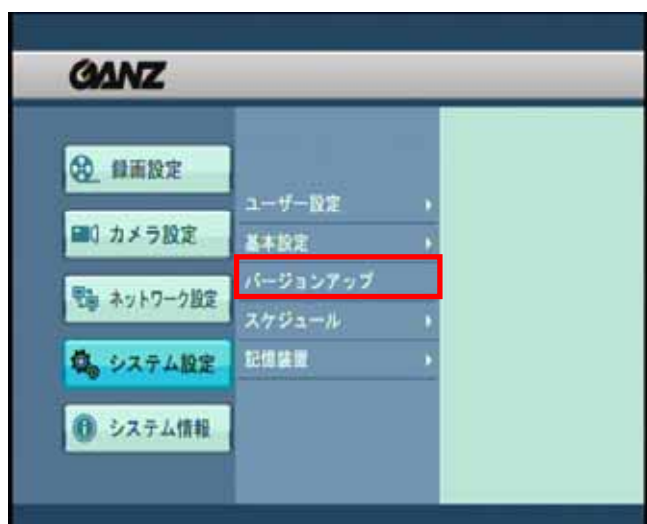 GANZ
録画設定
カメラ設定
ネットワーク設定
システム設定
システム情報
ユーザー設定
基本設定
バージョンアップ
スケジュール
記憶装置